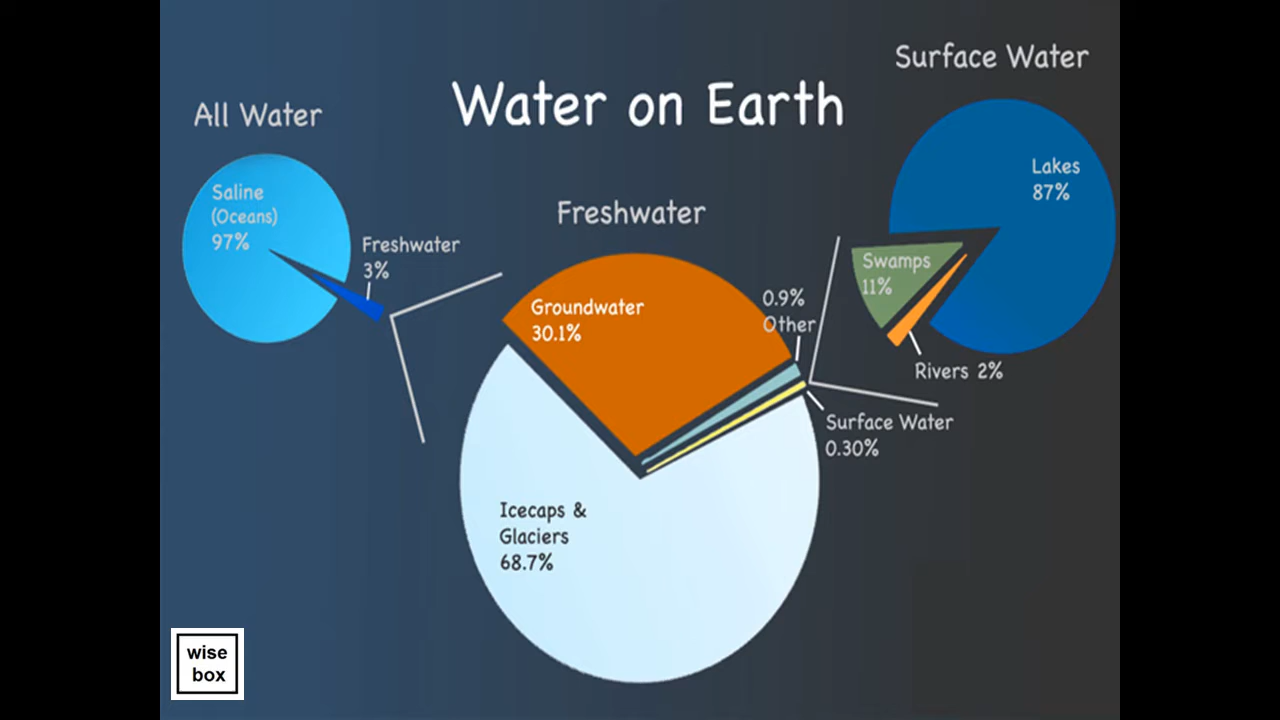 Water on Earth
All Water
Saline
(Oceans)
97%
Freshwater
3%
Freshwater
Groundwater
30.1%
0.9%
Other
Surface Water
0.30%
Icecaps &
Glaciers
68.7%
Surface Water
Lakes
87%
Swamps
11%
Rivers 2%
wise
box